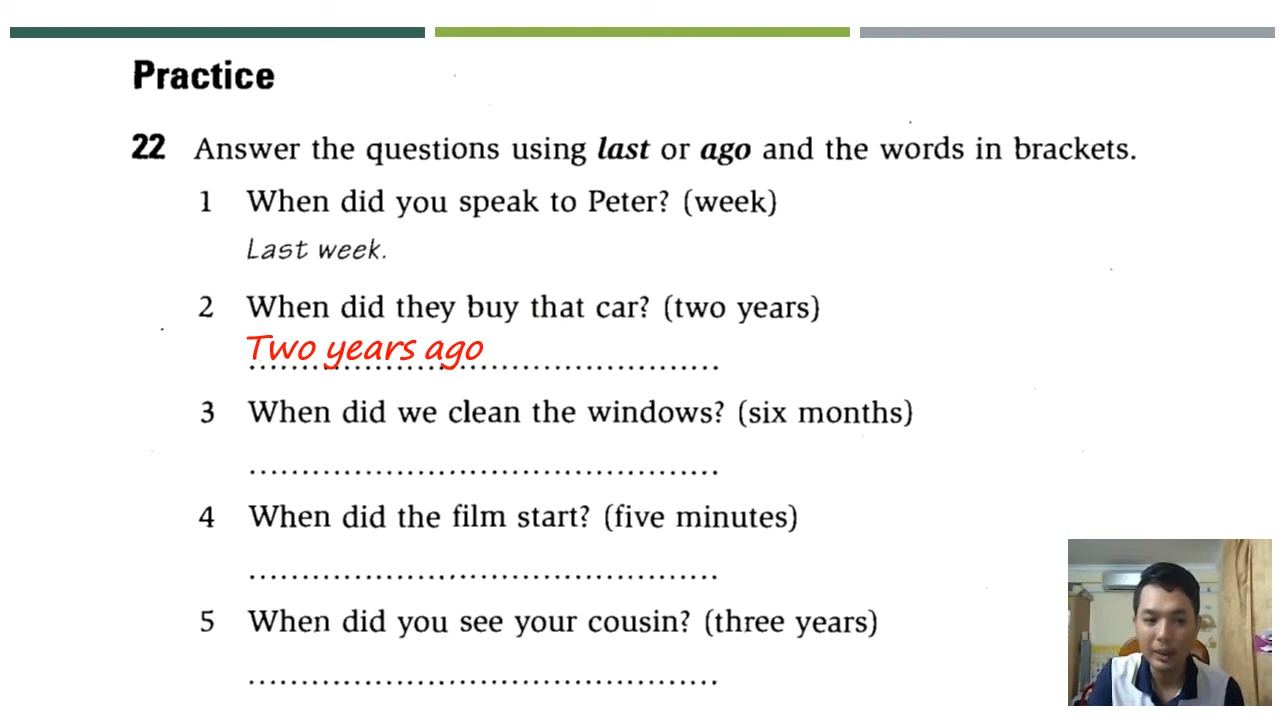 Practice
22 Answer the questions using last or ago and the words in brackets.
1 When did you speak to Peter? (week)
Last week.
2 When did they buy that car? (two years)
Two years ago
3 When did we clean the windows? (six months)
4 When did the film start? (five minutes)
5 When did you see your cousin? (three years)